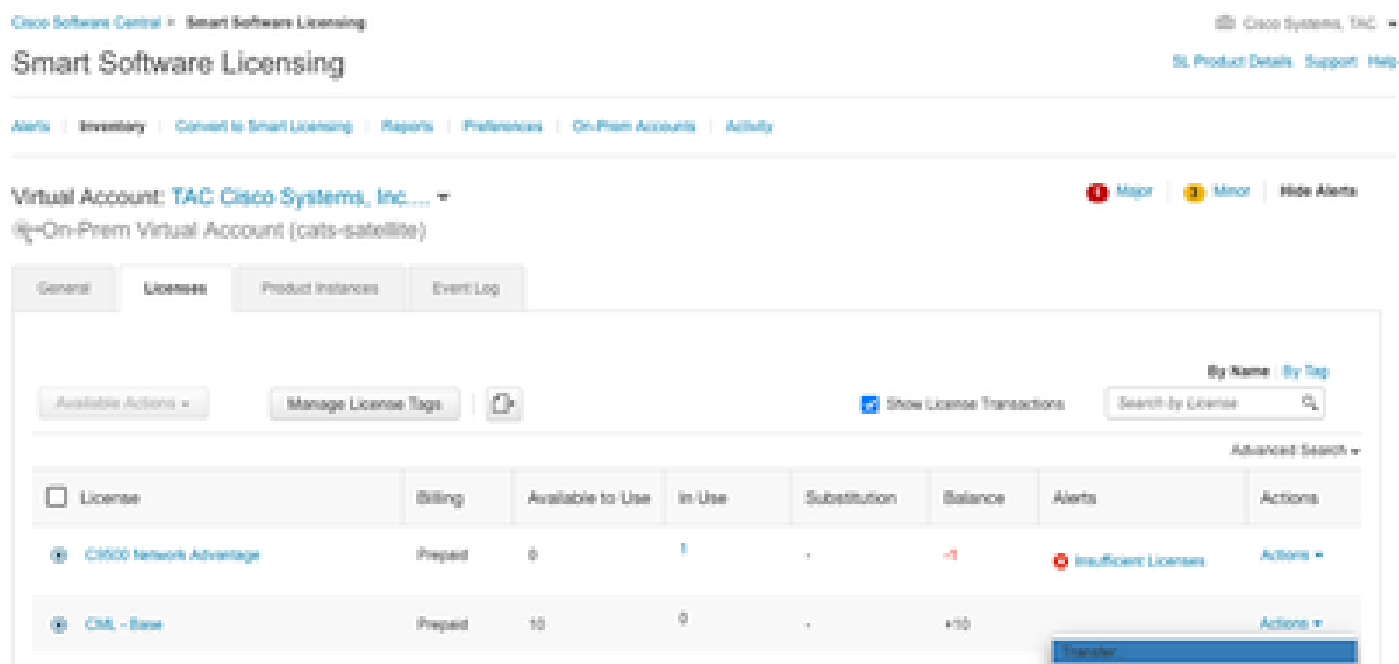 Cisco Software Central > Smart Software Licensing
Cisco Systems, TAC
Smart Software Licensing
SL Product Details Support Help
Alerts | Inventory | Convert to Smart Licensing | Reports | Preferences | On-Prem Accounts | Activity
Virtual Account: TAC Cisco Systems, Inc....
Major | Minor | Hide Alerts
On-Prem Virtual Account (cats-satellite)
General Licenses Product Instances Event Log
By Name | By Tag
Available Actions Manage License Tags Show License Transactions Search by License
Advanced Search
License Billing Available to Use In Use Substitution Balance Alerts Actions
C9500 Network Advantage Prepaid 0 1 - -1 Insufficient Licenses Actions
CML - Base Prepaid 10 0 - +10 Actions
Transfer...